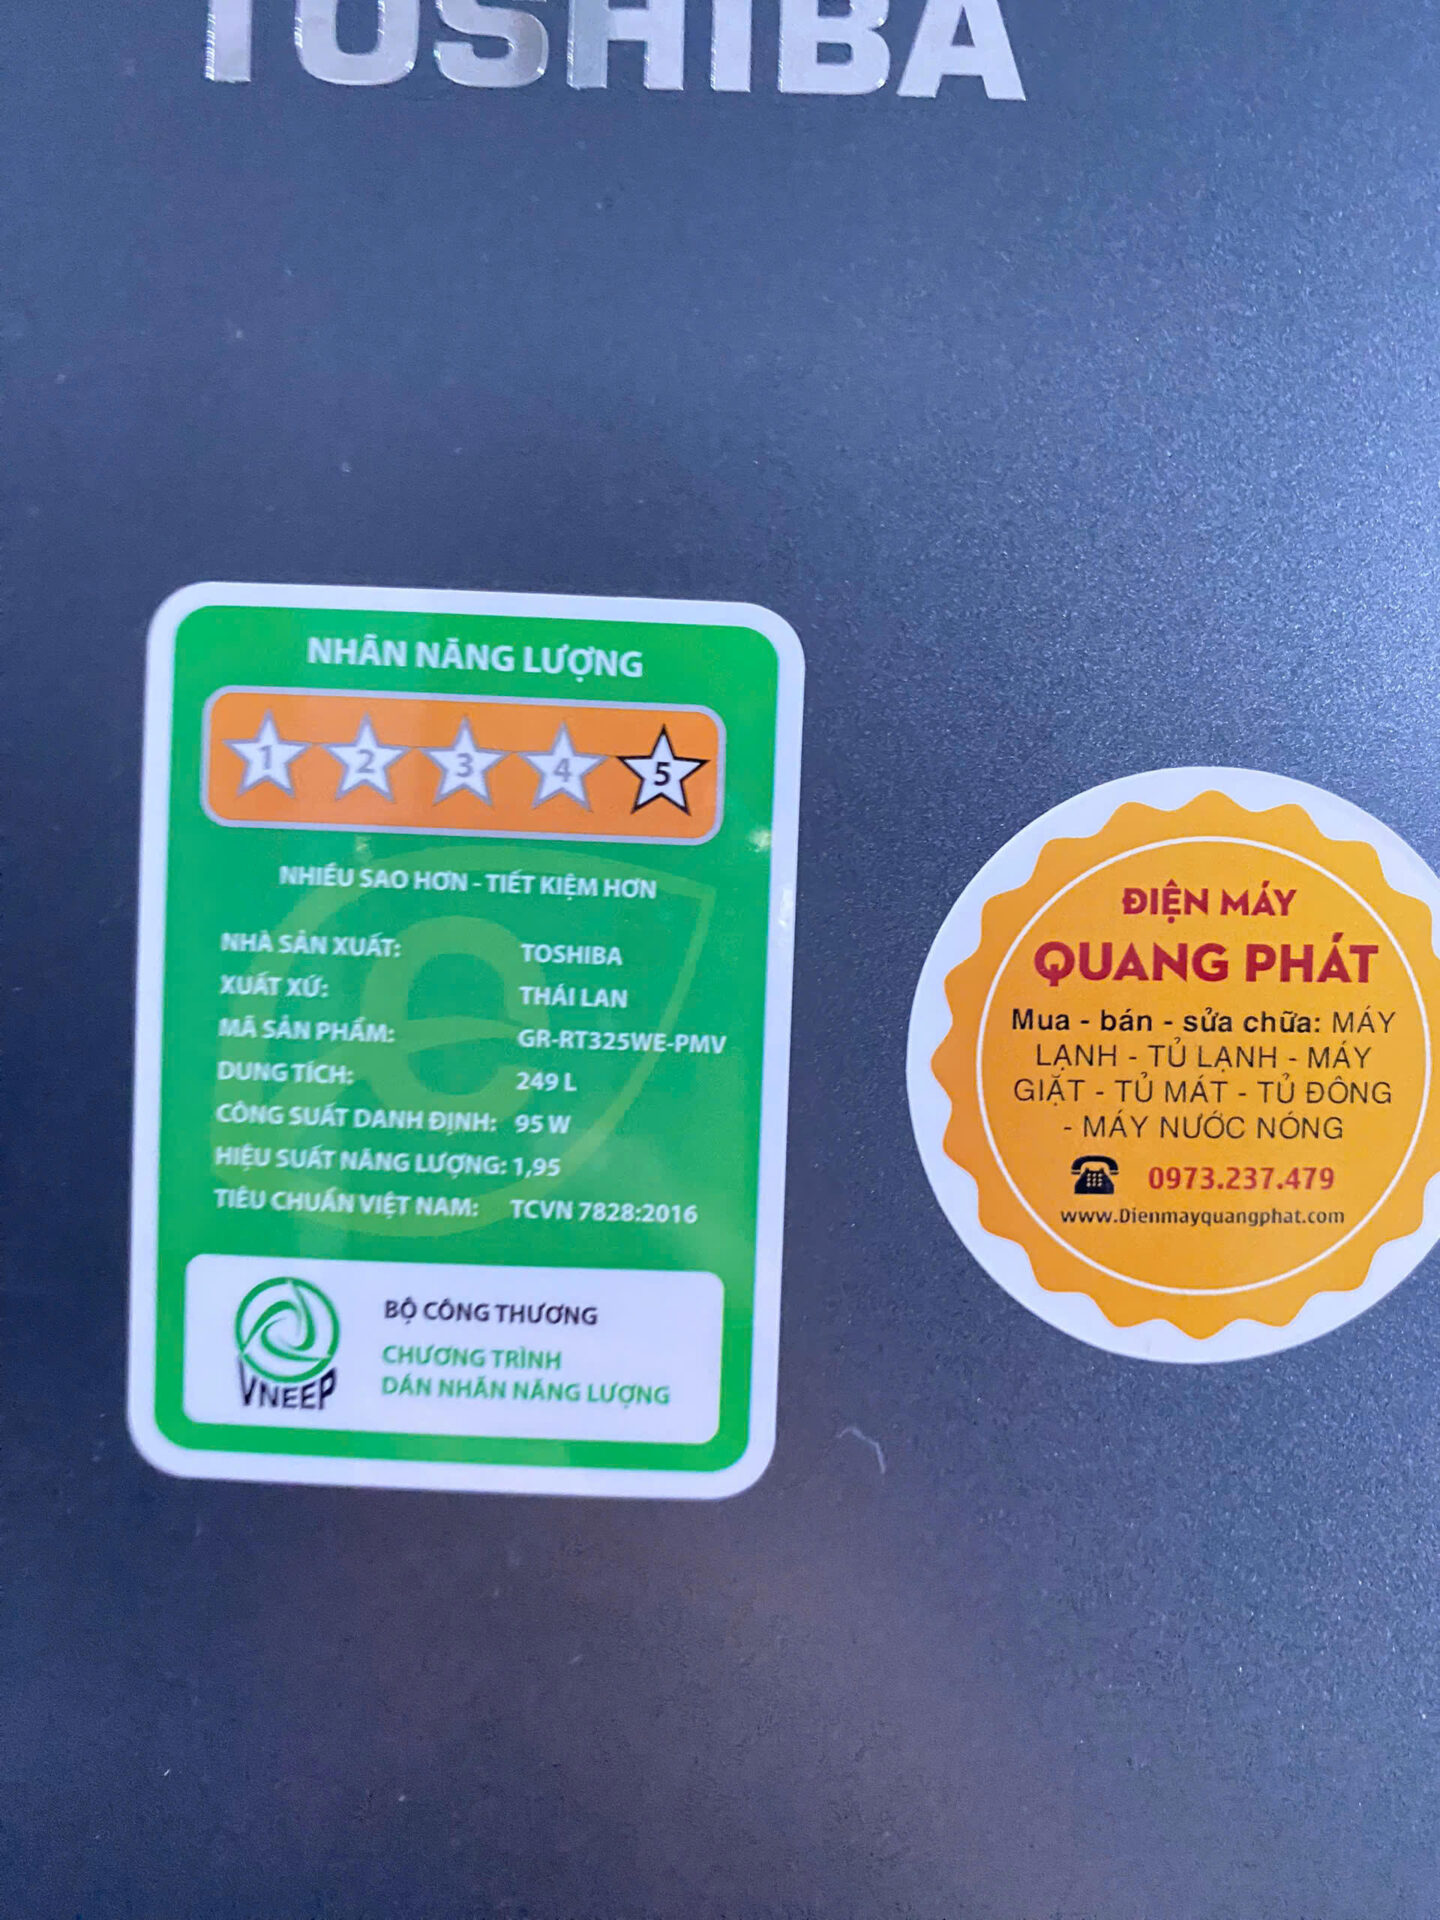 TOSHIBA
NHÃN NĂNG LƯỢNG
1 2 3 4 5
NHIỀU SAO HƠN - TIẾT KIỆM HƠN
NHÀ SẢN XUẤT: TOSHIBA
XUẤT XỨ: THÁI LAN
MÃ SẢN PHẨM: GR-RT325WE-PMV
DUNG TÍCH: 249 L
CÔNG SUẤT DANH ĐỊNH: 95 W
HIỆU SUẤT NĂNG LƯỢNG: 1,95
TIÊU CHUẨN VIỆT NAM: TCVN 7828:2016
VNEEP
BỘ CÔNG THƯƠNG
CHƯƠNG TRÌNH
DÁN NHÃN NĂNG LƯỢNG
ĐIỆN MÁY
QUANG PHÁT
Mua - bán - sửa chữa: MÁY
LẠNH - TỦ LẠNH - MÁY
GIẶT - TỦ MÁT - TỦ ĐÔNG
- MÁY NƯỚC NÓNG
0973.237.479
www.Dienmayquangphat.com